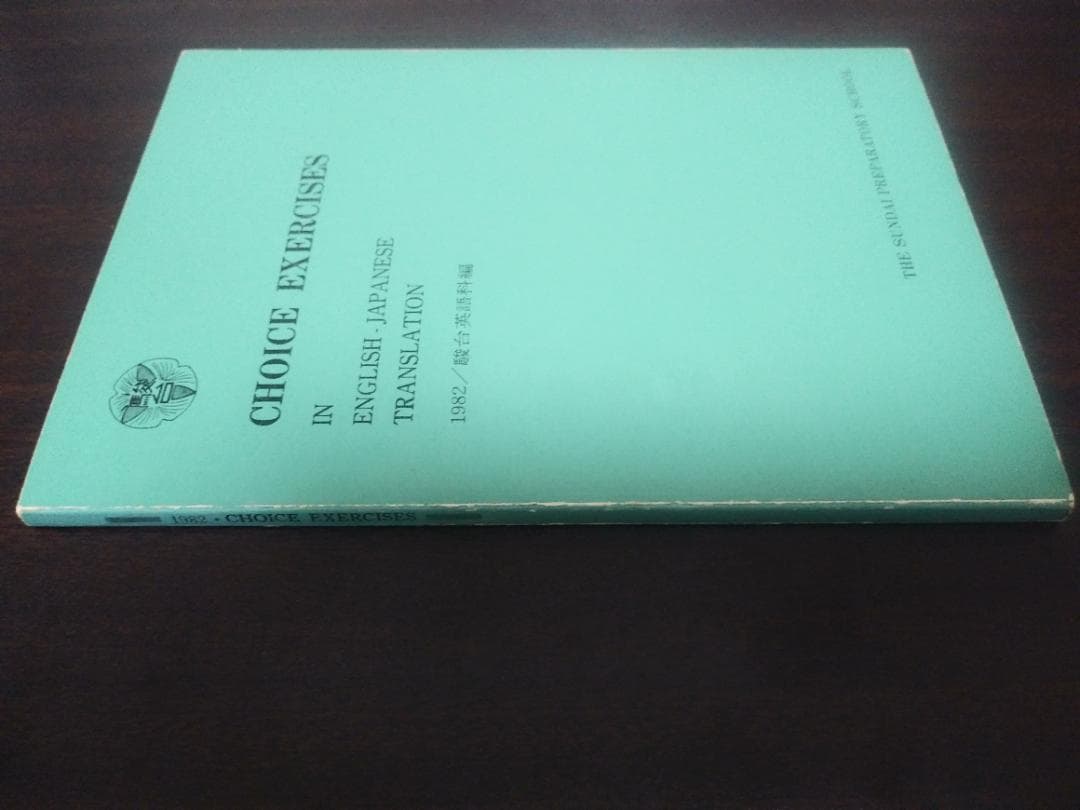 CHOICE EXERCISES
IN
ENGLISH-JAPANESE
TRANSLATION
1982/駿台英語科編
THE SUNDAI PREPARATORY SCHOOL
1982・CHOICE EXERCISES